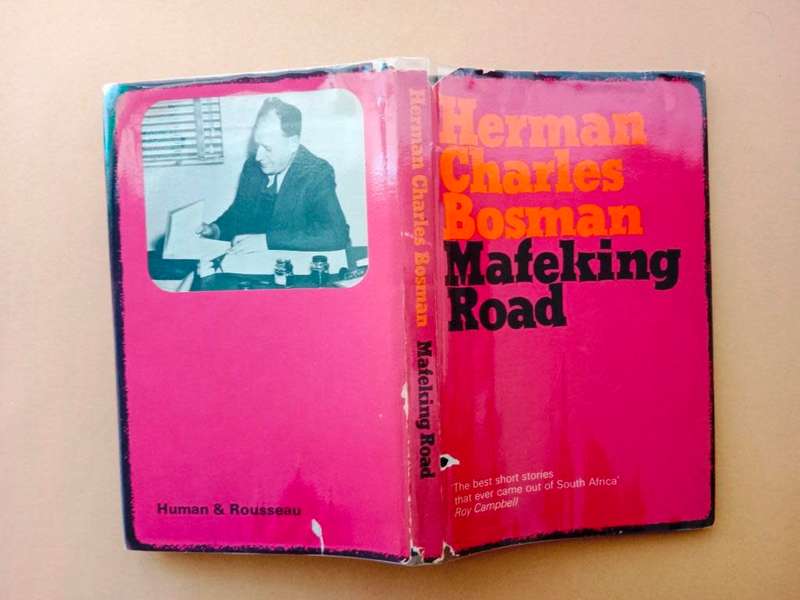 Human & Rousseau
Herman Charles Bosman Mafeking Road
Herman
Charles
Bosman
Mafeking
Road
'The best short stories
that ever came out of South Africa'
Roy Campbell